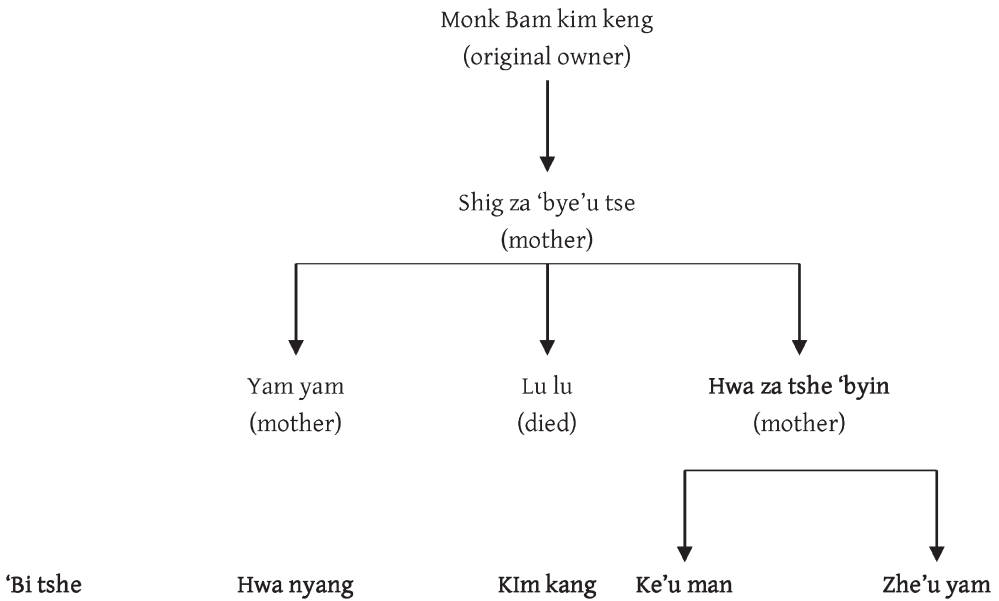 Monk Bam kim keng
(original owner)
Shig za ‘bye’u tse
(mother)
Yam yam
(mother)
Lu lu
(died)
Hwa za tshe ‘byin
(mother)
‘Bi tshe
Hwa nyang
KIm kang
Ke’u man
Zhe’u yam